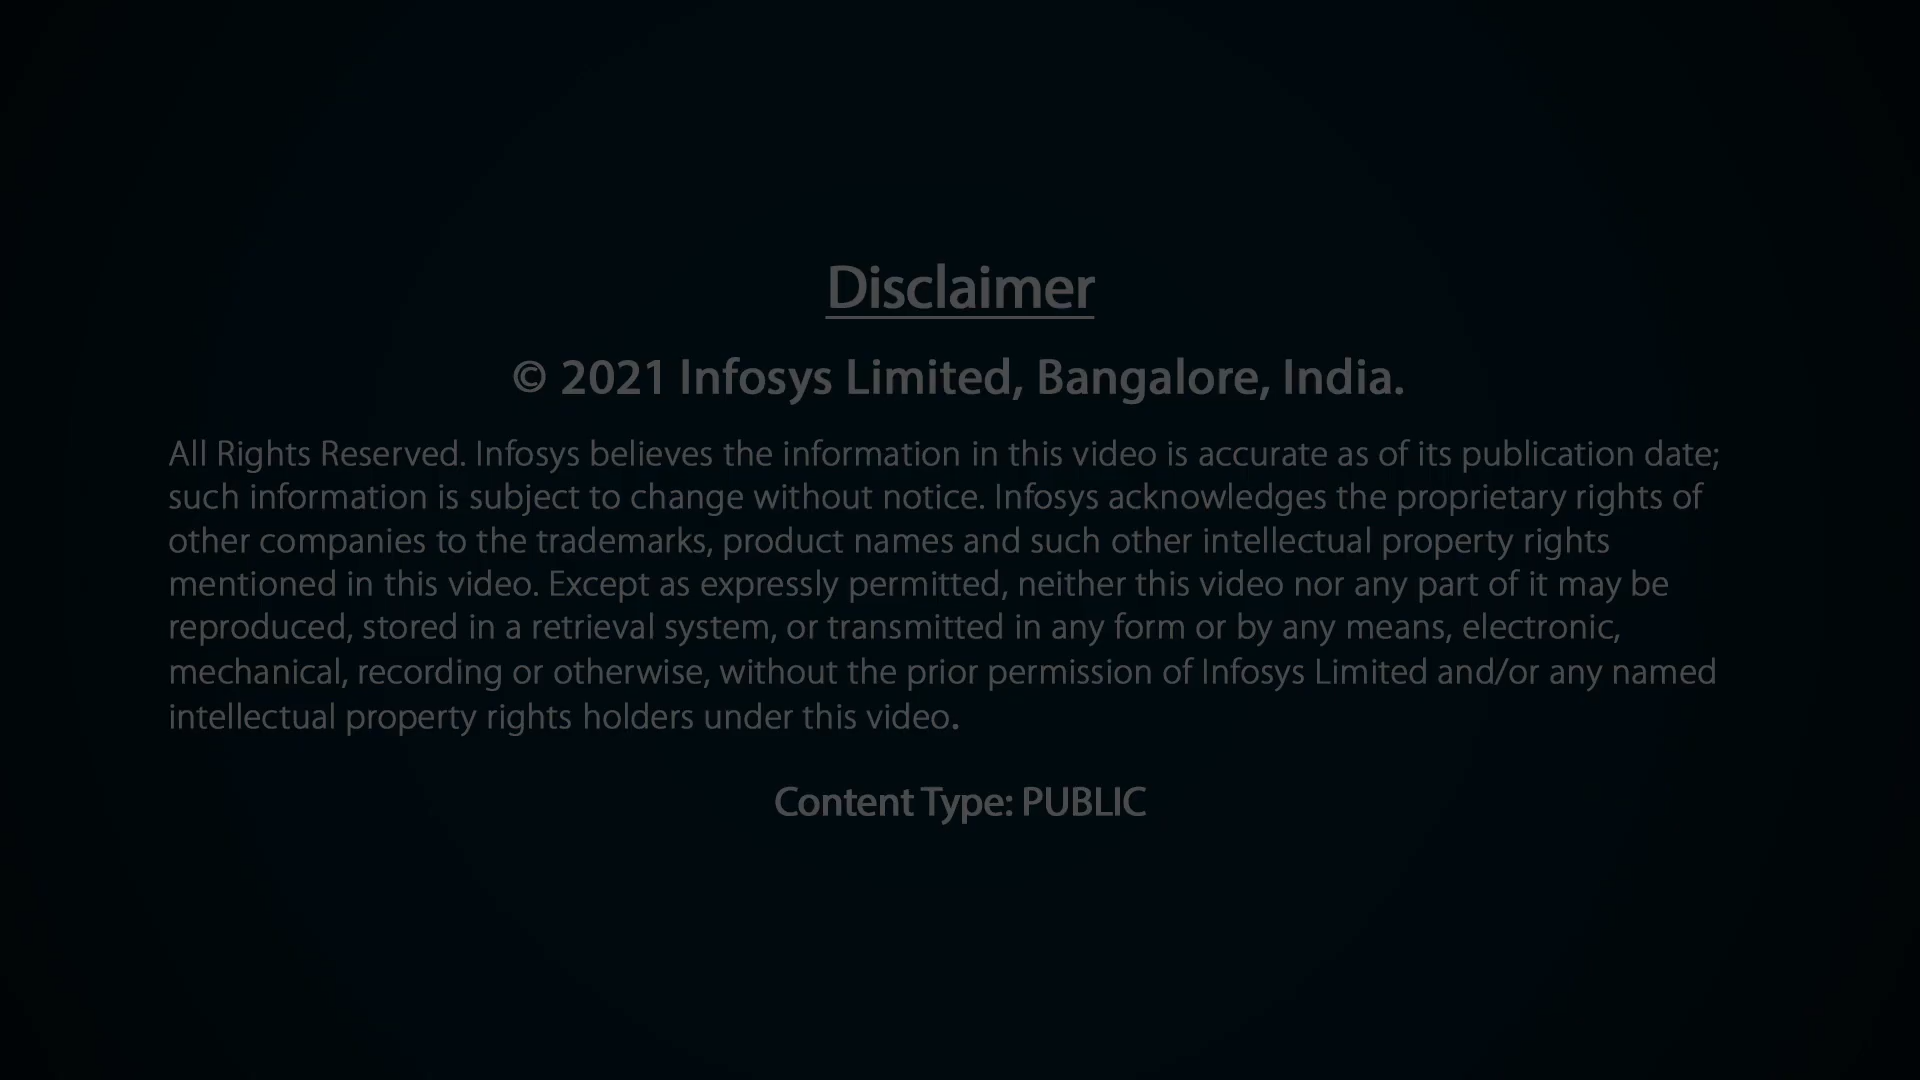 Disclaimer
© 2021 Infosys Limited, Bangalore, India.
All Rights Reserved. Infosys believes the information in this video is accurate as of its publication date;
such information is subject to change without notice. Infosys acknowledges the proprietary rights of
other companies to the trademarks, product names and such other intellectual property rights
mentioned in this video. Except as expressly permitted, neither this video nor any part of it may be
reproduced, stored in a retrieval system, or transmitted in any form or by any means, electronic,
mechanical, recording or otherwise, without the prior permission of Infosys Limited and/or any named
intellectual property rights holders under this video.
Content Type: PUBLIC